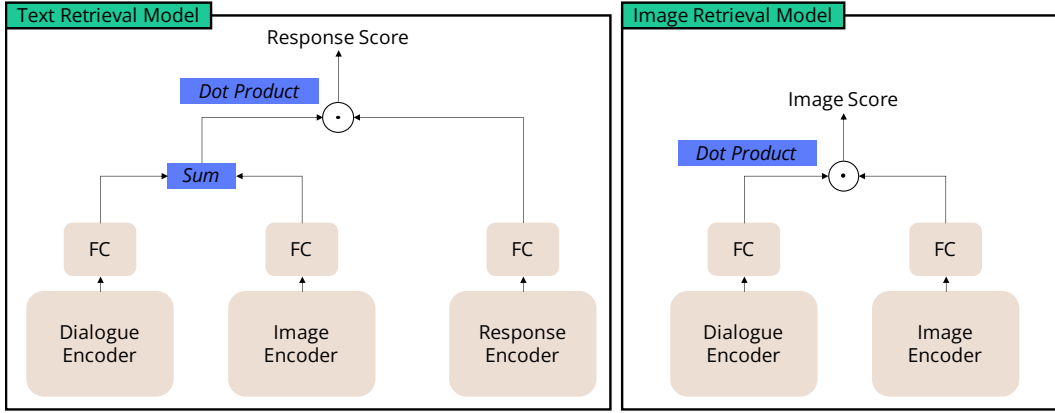 Text Retrieval Model
Response Score
Dot Product
Sum
FC
FC
FC
Dialogue
Encoder
Image
Encoder
Response
Encoder
Image Retrieval Model
Image Score
Dot Product
FC
FC
Dialogue
Encoder
Image
Encoder